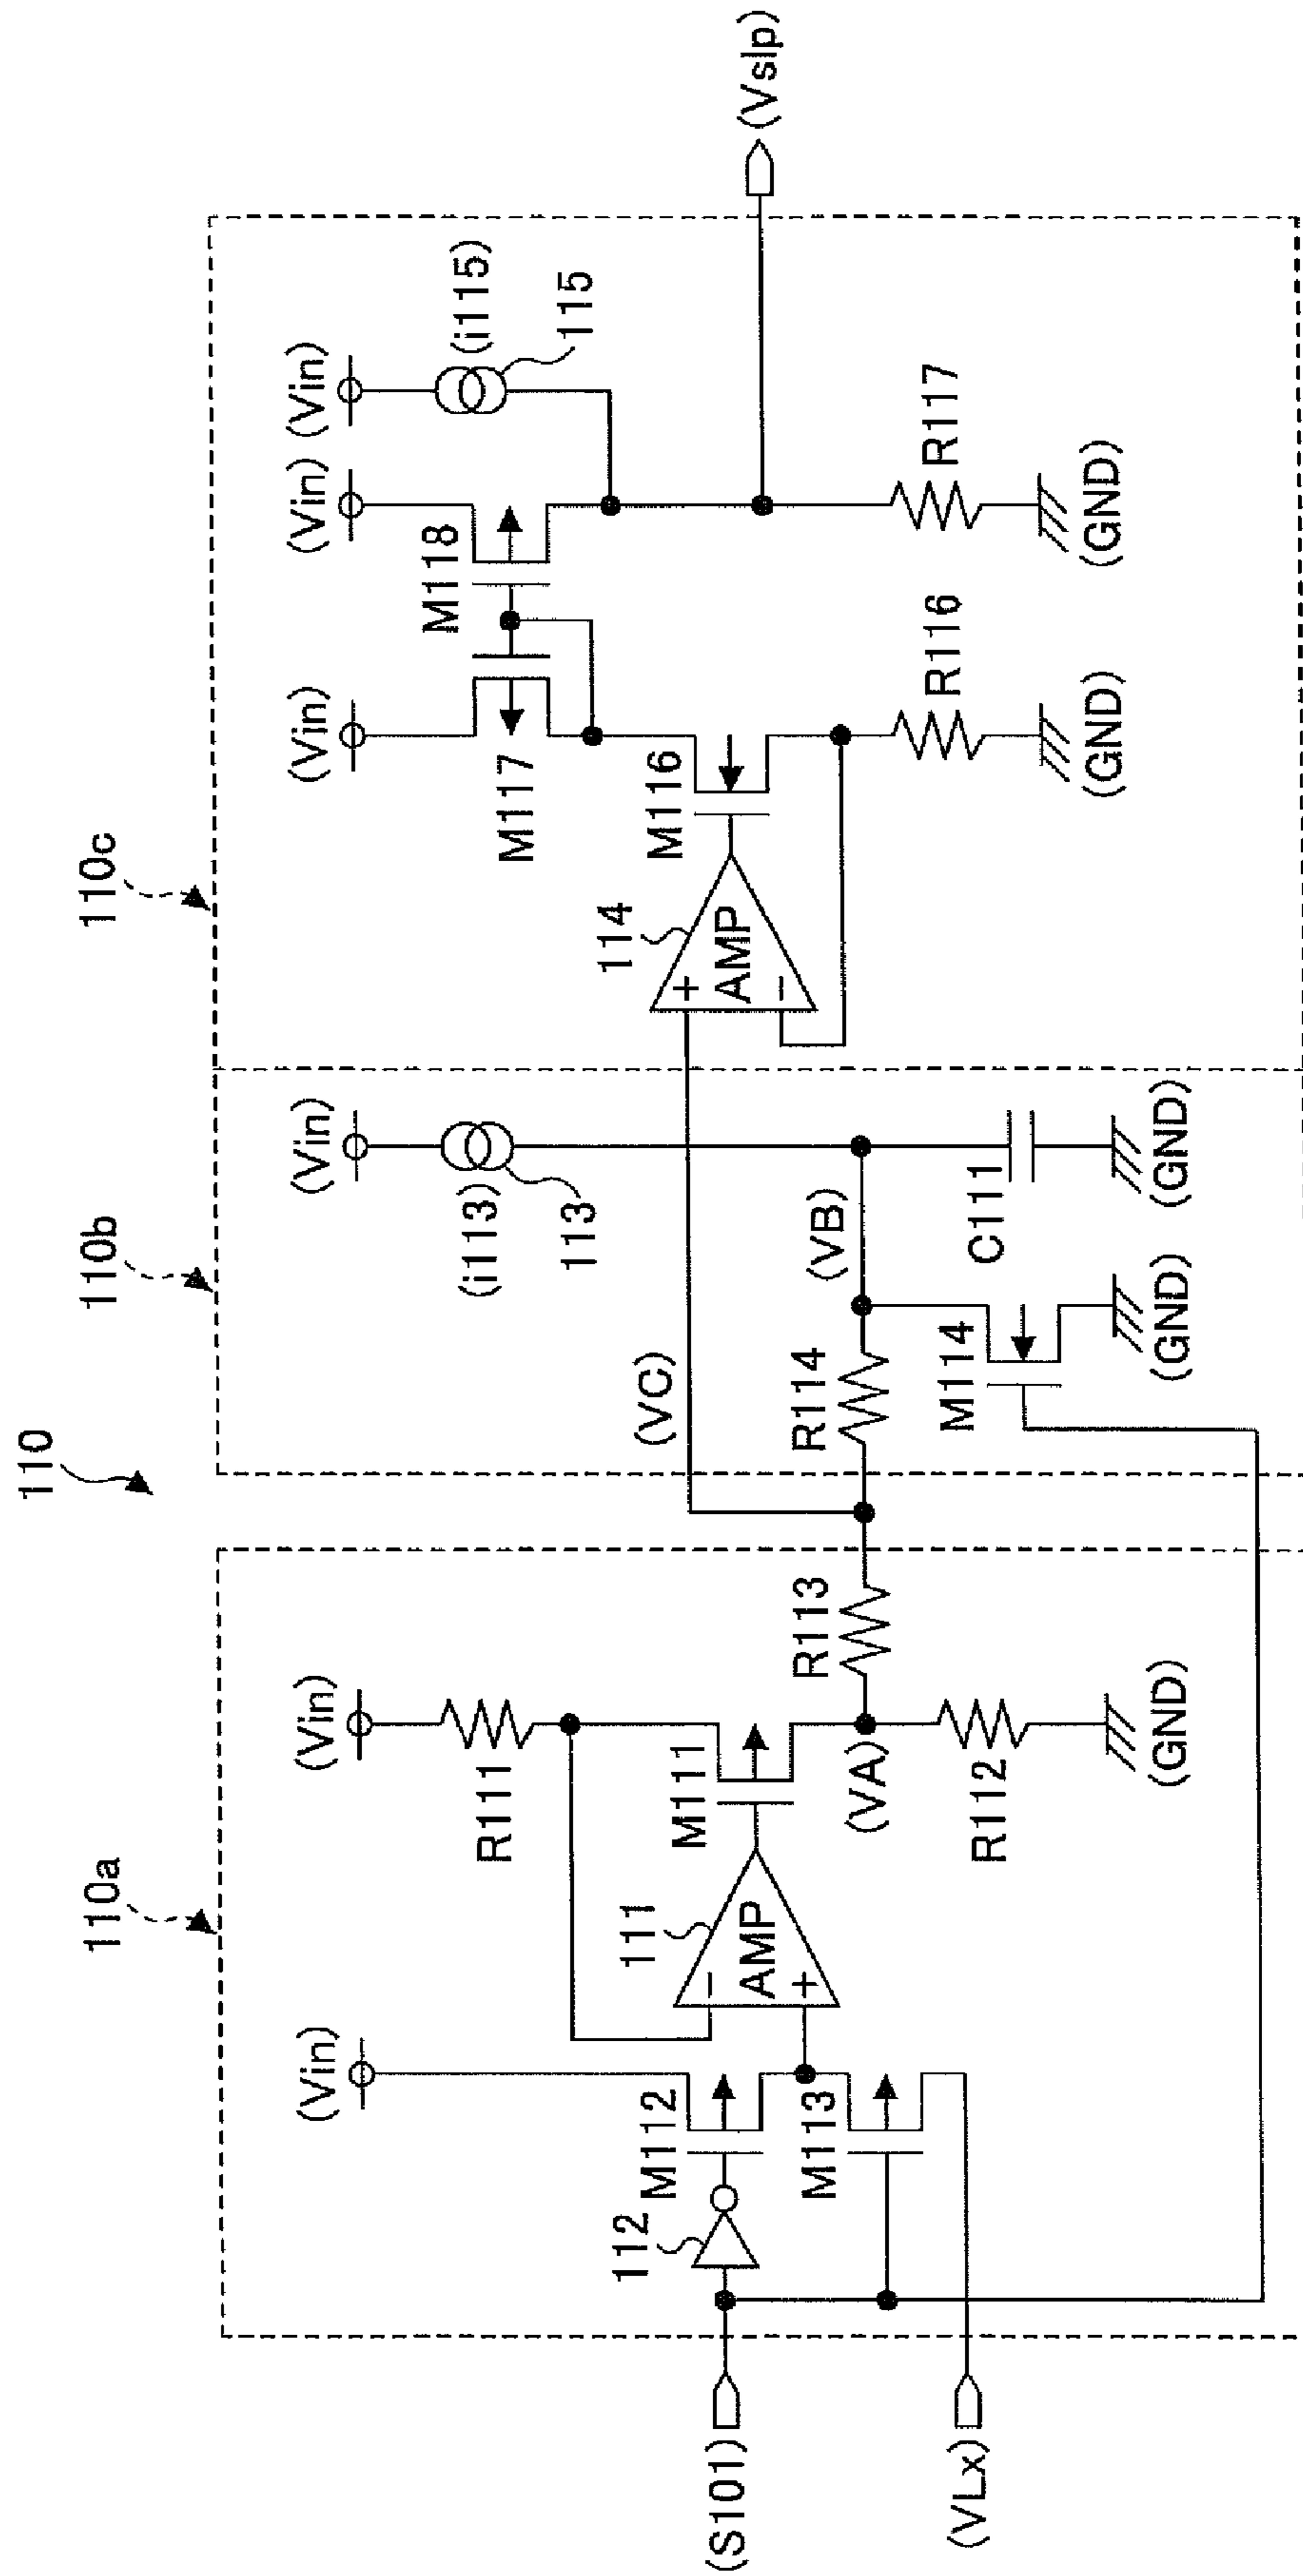 110
110a
110b
110c
(Vin)
(Vin)
(Vin)
(Vin)
(Vin)
(Vin)
R111
(i113)
113
M117
M118
(i115)
115
112
M112
111
AMP
-
+
M111
(VC)
114
AMP
+
-
M116
(Vslp)
(S101)
M113
(VA)
R113
R114
(VB)
R112
R116
R117
(VLx)
M114
C111
(GND)
(GND)
(GND)
(GND)
(GND)